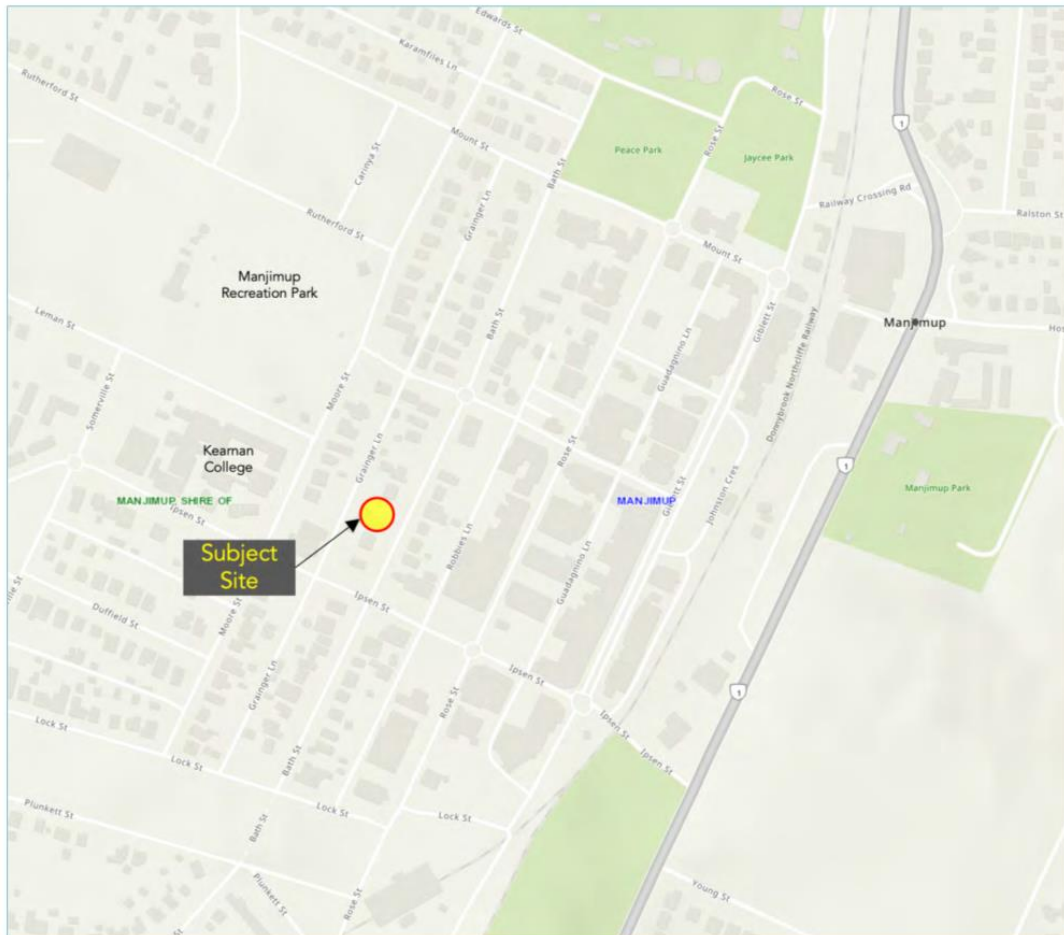 Edwards St
Karamfiles Ln
Rutherford St
Rose St
Mount St
Peace Park
Rose St
Jaycee Park
Carinya St
Bath St
Grainger Ln
Railway Crossing Rd
Ralston St
Rutherford St
Mount St
Manjimup
Recreation Park
Giblett St
Guadagnino Ln
Donnybrook Northcliffe Railway
Manjimup
Leman St
Bath St
Moore St
Somerville St
Grainger Ln
Rose St
Kearnan
College
MANJIMUP, SHIRE OF
MANJIMUP
Giblett St
Johnston Cres
Manjimup Park
Ipsen St
Subject
Site
Robbies Ln
Guadagnino Ln
Ipsen St
Duffield St
Moore St
Grainger Ln
Ipsen St
Rose St
Ipsen St
Ipsen St
Lock St
Lock St
Bath St
Lock St
Lock St
Plunkett St
Bath St
Plunkett St
Rose St
Young St
1
1
1